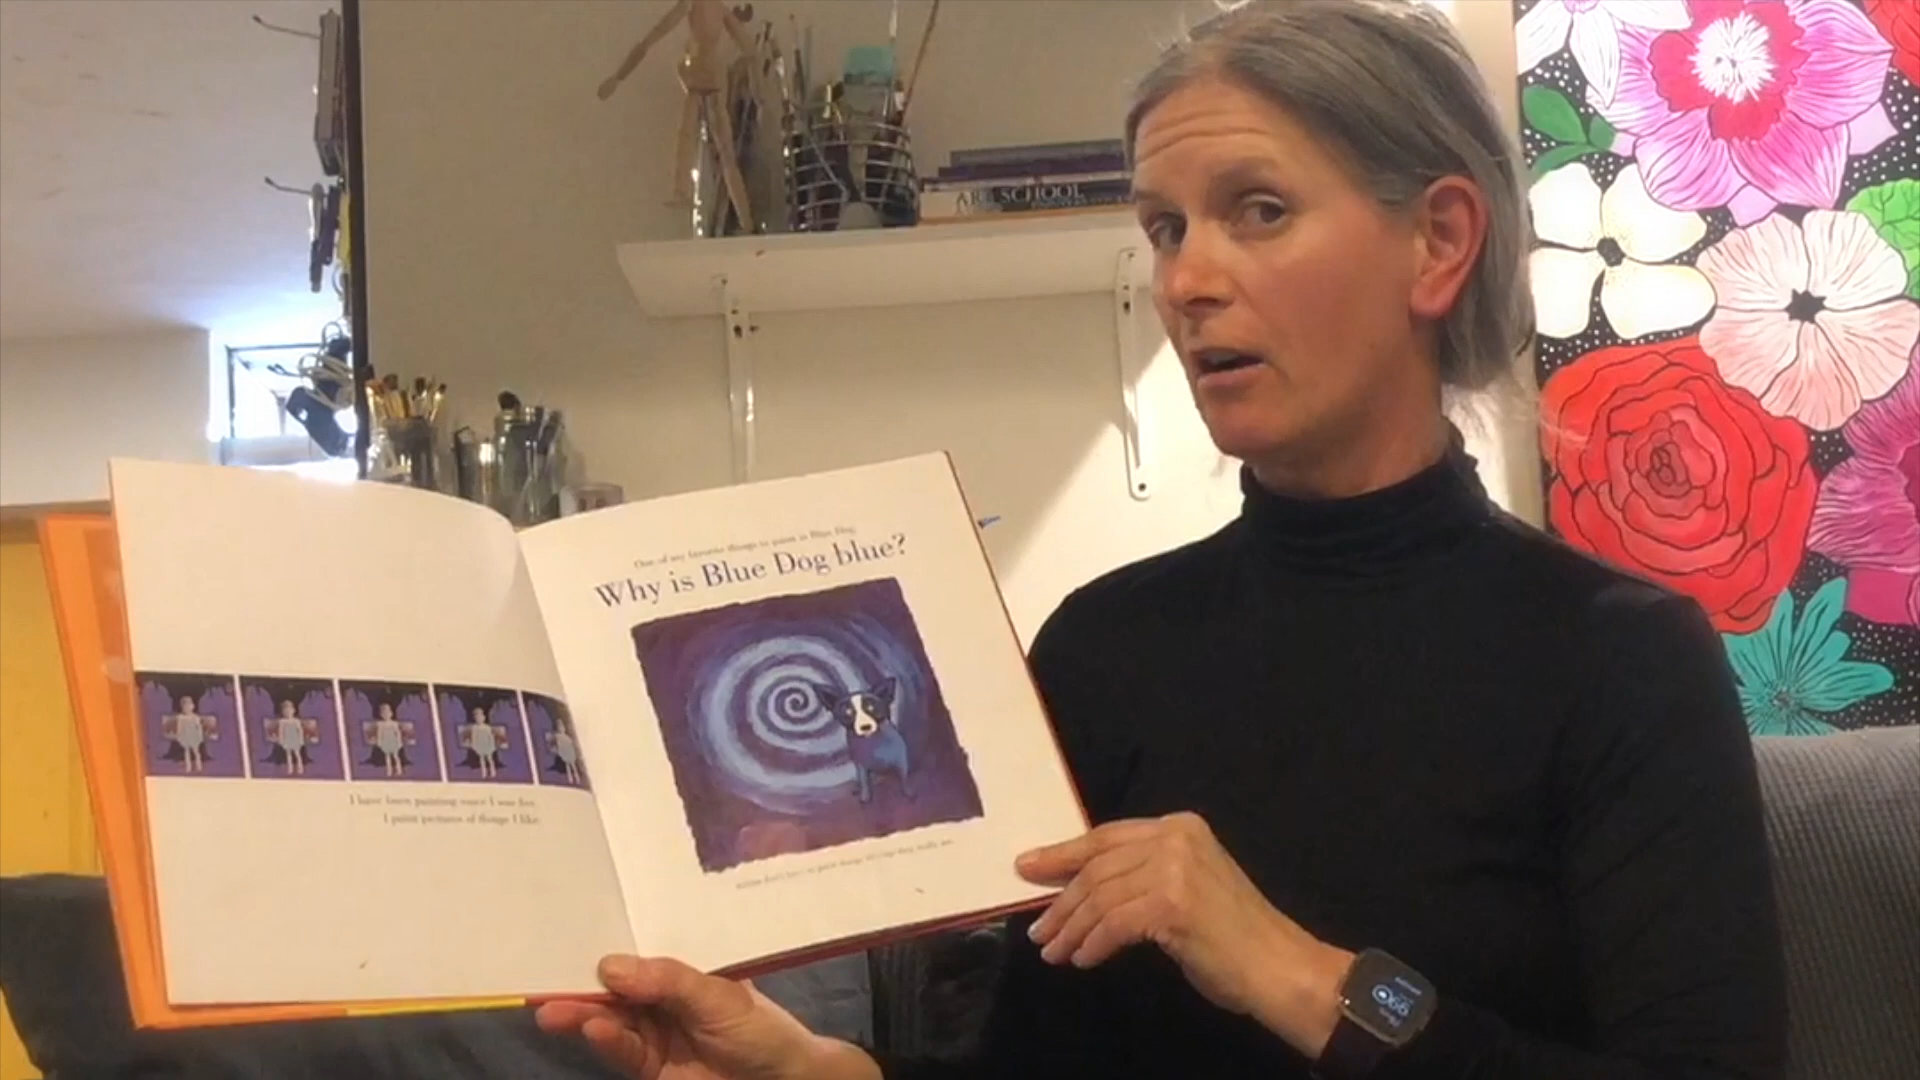 I have been painting since I was five.
I paint pictures of things I like.
One of my favorite things to paint is Blue Dog.
Why is Blue Dog blue?
ART SCHOOL